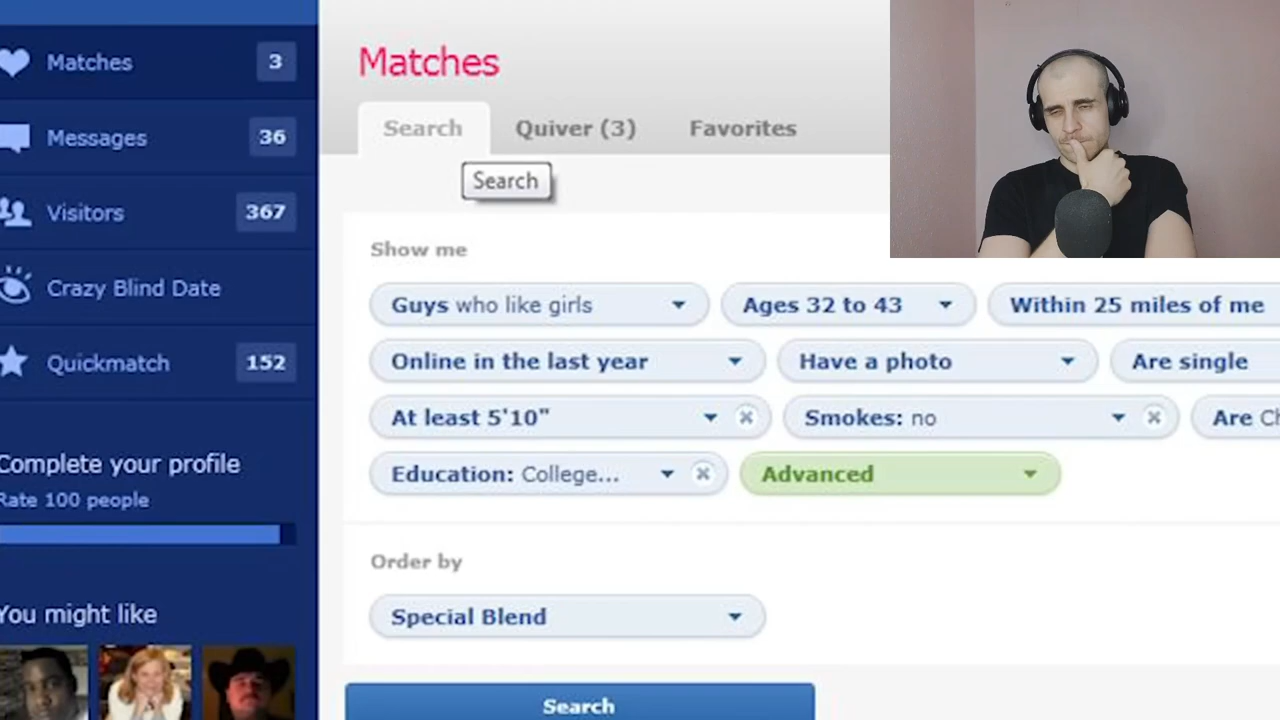 Matches 3
Messages 36
Visitors 367
Crazy Blind Date
Quickmatch 152
Complete your profile
Rate 100 people
You might like
Matches
Search Quiver (3) Favorites
Search
Show me
Guys who like girls Ages 32 to 43 Within 25 miles of me
Online in the last year Have a photo Are single
At least 5'10" Smokes: no Are Ch
Education: College... Advanced
Order by
Special Blend
Search